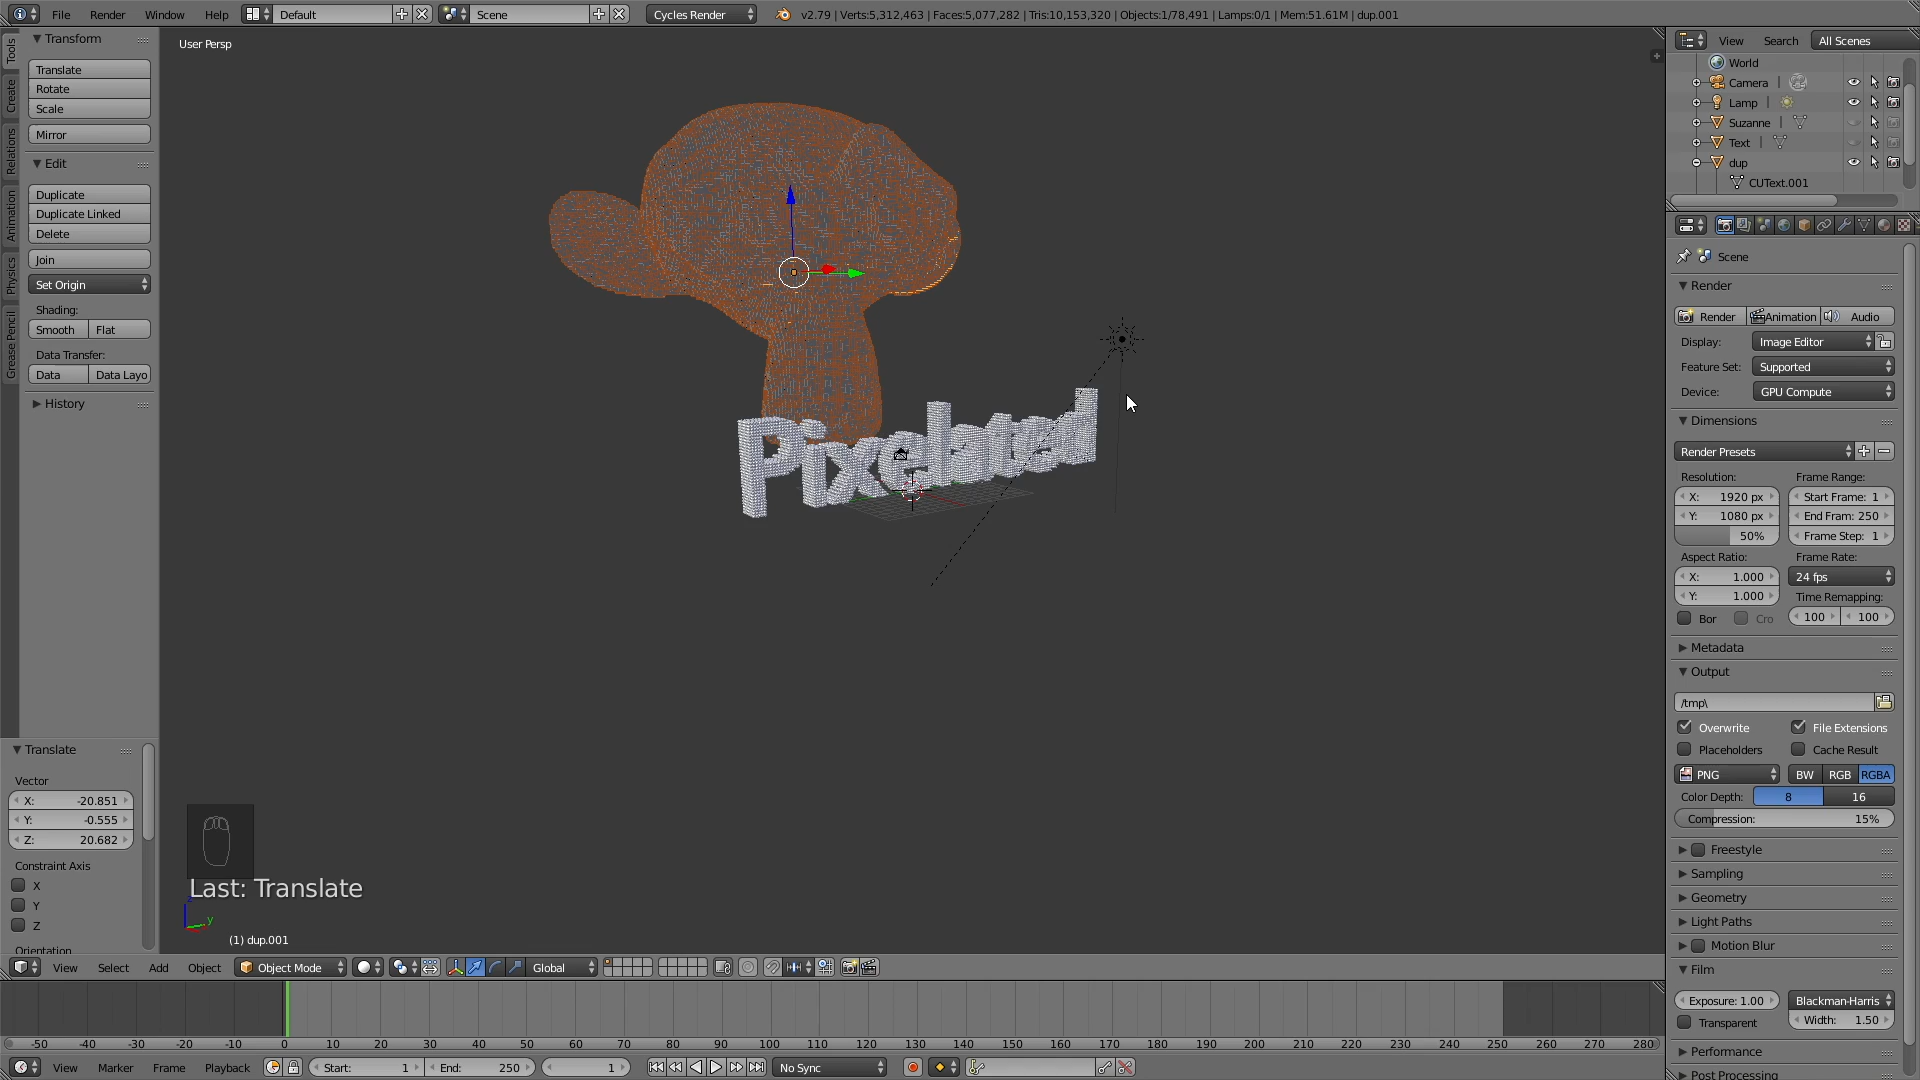 File Render Window Help Default Scene Cycles Render v2.79 | Verts:5,312,463 | Faces:5,077,282 | Tris:10,153,320 | Objects:1/78,491 | Lamps:0/1 | Mem:51.61M | dup.001
Tools
Create
Relations
Animation
Physics
Grease Pencil
Transform
Translate
Rotate
Scale
Mirror
Edit
Duplicate
Duplicate Linked
Delete
Join
Set Origin
Shading:
Smooth Flat
Data Transfer:
Data Data Layo
History
Translate
Vector
X: -20.851
Y: -0.555
Z: 20.682
Constraint Axis
X
Y
Z
Orientation
User Persp
Pixelated
Last: Translate
y
(1) dup.001
View Select Add Object Object Mode Global
-50 -40 -30 -20 -10 0 10 20 30 40 50 60 70 80 90 100 110 120 130 140 150 160 170 180 190 200 210 220 230 240 250 260 270 280
View Marker Frame Playback Start: 1 End: 250 1 No Sync
View Search All Scenes
World
Camera
Lamp
Suzanne
Text
dup
CUText.001
Scene
Render
Render Animation Audio
Display: Image Editor
Feature Set: Supported
Device: GPU Compute
Dimensions
Render Presets
Resolution: Frame Range:
X: 1920 px Start Frame: 1
Y: 1080 px End Fram: 250
50% Frame Step: 1
Aspect Ratio: Frame Rate:
X: 1.000 24 fps
Y: 1.000 Time Remapping:
Bor Cro 100 100
Metadata
Output
/tmp\
Overwrite File Extensions
Placeholders Cache Result
PNG BW RGB RGBA
Color Depth: 8 16
Compression: 15%
Freestyle
Sampling
Geometry
Light Paths
Motion Blur
Film
Exposure: 1.00 Blackman-Harris
Transparent Width: 1.50
Performance
Post Processing